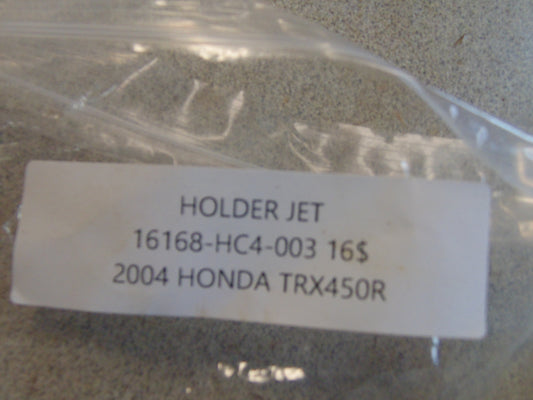 HOLDER JET
16168-HC4-003 16$
2004 HONDA TRX450R